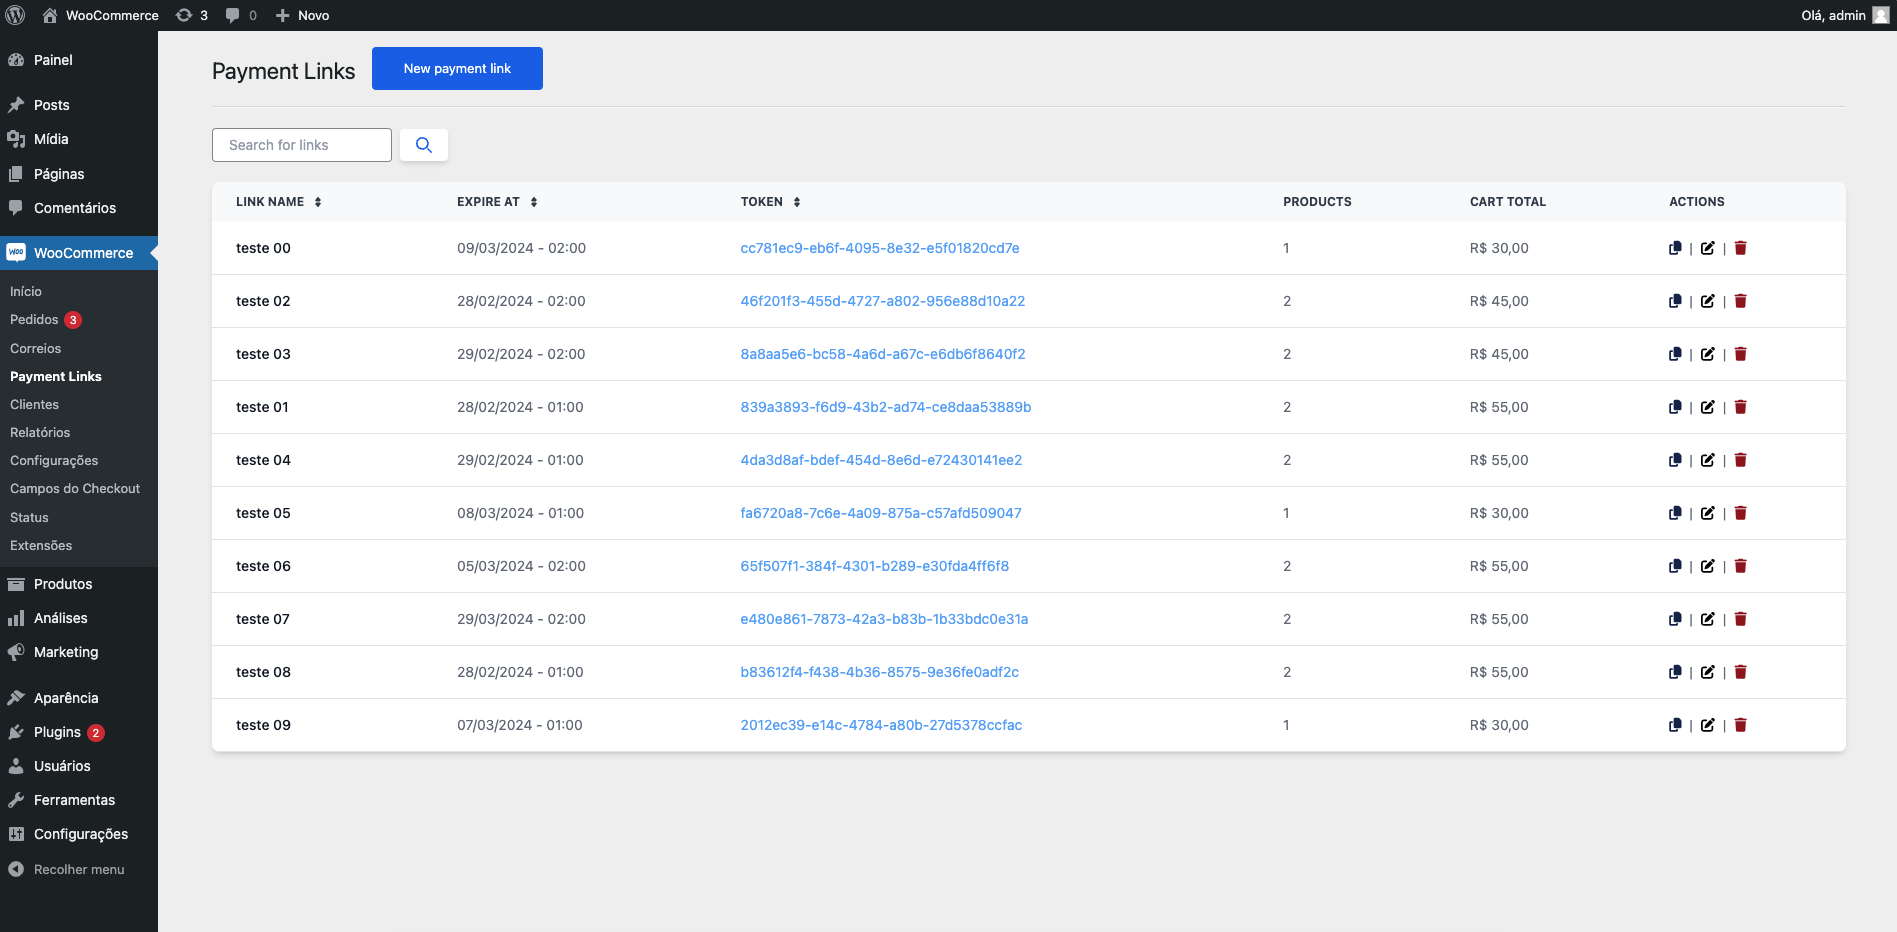 WooCommerce 3 0 Novo Olá, admin
Painel
Posts
Mídia
Páginas
Comentários
Woo WooCommerce
Início
Pedidos 3
Correios
Payment Links
Clientes
Relatórios
Configurações
Campos do Checkout
Status
Extensões
Produtos
Análises
Marketing
Aparência
Plugins 2
Usuários
Ferramentas
Configurações
Recolher menu
Payment Links New payment link
Search for links
LINK NAME EXPIRE AT TOKEN PRODUCTS CART TOTAL ACTIONS
teste 00 09/03/2024 - 02:00 cc781ec9-eb6f-4095-8e32-e5f01820cd7e 1 R$ 30,00 | |
teste 02 28/02/2024 - 02:00 46f201f3-455d-4727-a802-956e88d10a22 2 R$ 45,00 | |
teste 03 29/02/2024 - 02:00 8a8aa5e6-bc58-4a6d-a67c-e6db6f8640f2 2 R$ 45,00 | |
teste 01 28/02/2024 - 01:00 839a3893-f6d9-43b2-ad74-ce8daa53889b 2 R$ 55,00 | |
teste 04 29/02/2024 - 01:00 4da3d8af-bdef-454d-8e6d-e72430141ee2 2 R$ 55,00 | |
teste 05 08/03/2024 - 01:00 fa6720a8-7c6e-4a09-875a-c57afd509047 1 R$ 30,00 | |
teste 06 05/03/2024 - 02:00 65f507f1-384f-4301-b289-e30fda4ff6f8 2 R$ 55,00 | |
teste 07 29/03/2024 - 02:00 e480e861-7873-42a3-b83b-1b33bdc0e31a 2 R$ 55,00 | |
teste 08 28/02/2024 - 01:00 b83612f4-f438-4b36-8575-9e36fe0adf2c 2 R$ 55,00 | |
teste 09 07/03/2024 - 01:00 2012ec39-e14c-4784-a80b-27d5378ccfac 1 R$ 30,00 | |